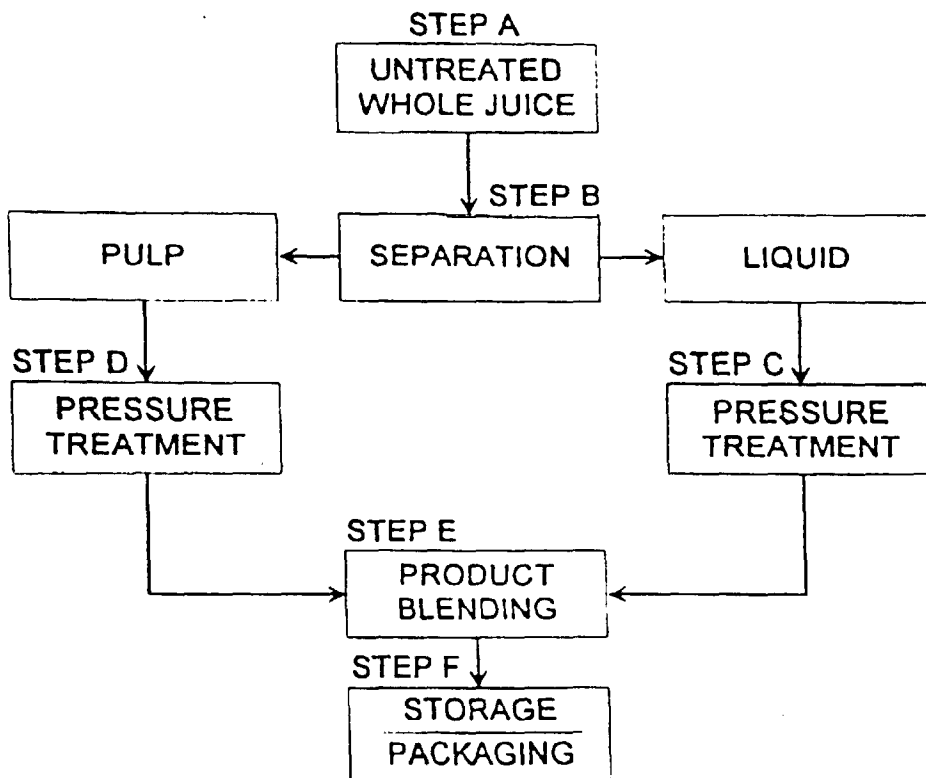 STEP A
UNTREATED
WHOLE JUICE
STEP B
PULP
SEPARATION
LIQUID
STEP D
PRESSURE
TREATMENT
STEP C
PRESSURE
TREATMENT
STEP E
PRODUCT
BLENDING
STEP F
STORAGE
PACKAGING